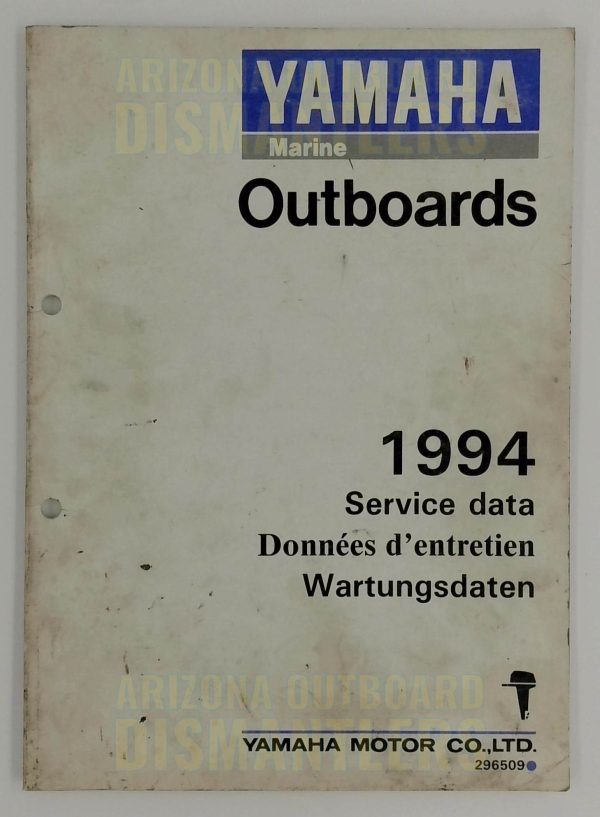 ARIZONA OUTBOARD
DISMANTLERS
YAMAHA
Marine
Outboards
1994
Service data
Données d'entretien
Wartungsdaten
ARIZONA OUTBOARD
DISMANTLERS
YAMAHA MOTOR CO.,LTD.
296509